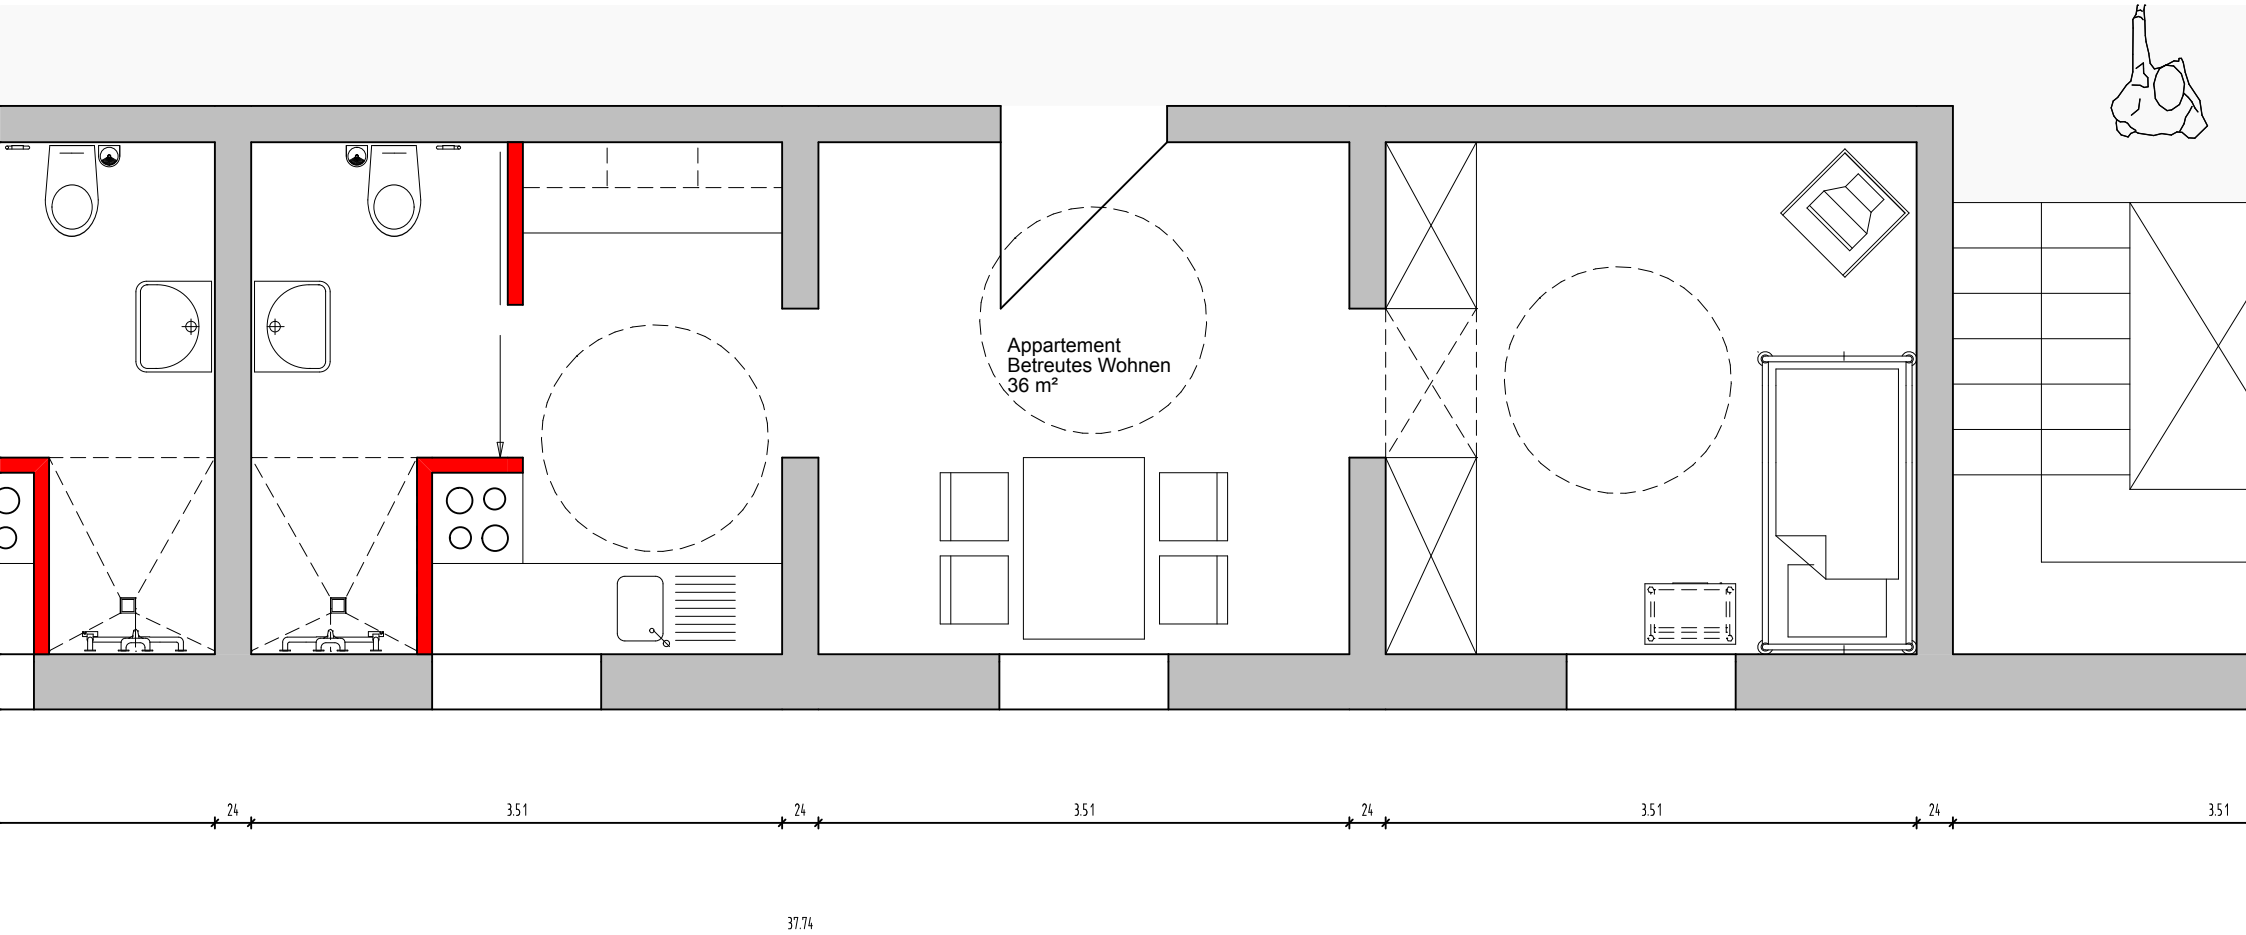 Appartement
Betreutes Wohnen
36 m²
24 3.51 24 3.51 24 3.51 24 3.51
37.74